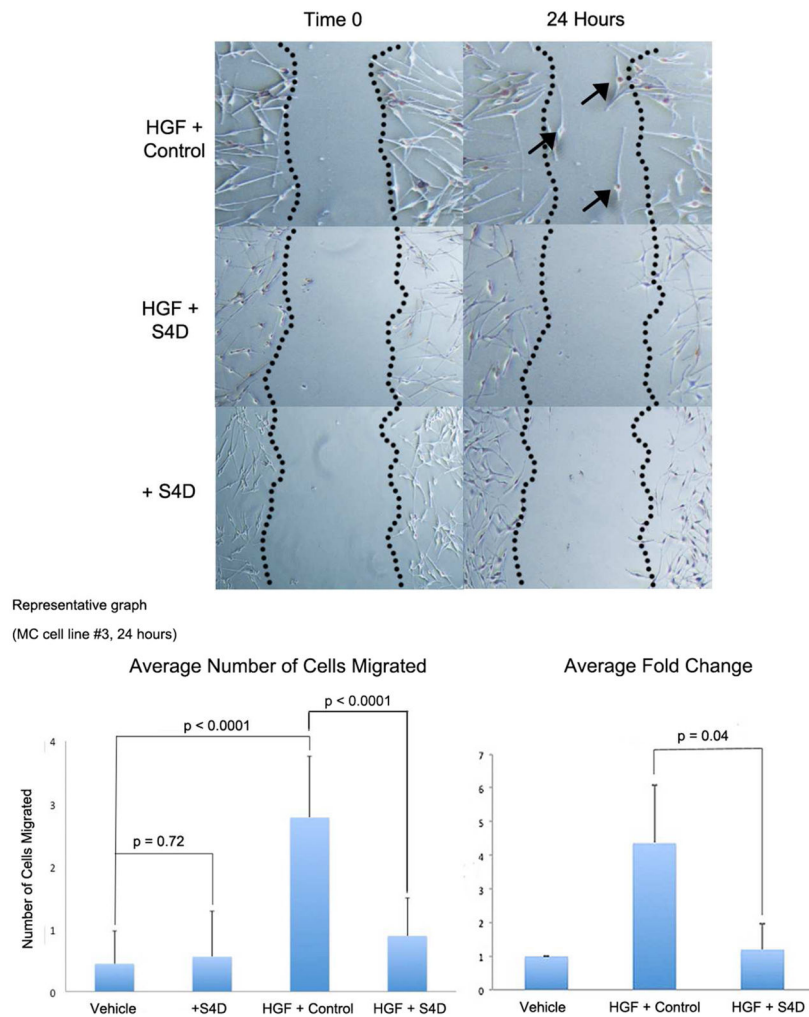 Time 0
24 Hours
HGF +
Control
HGF +
S4D
+ S4D
Representative graph
(MC cell line #3, 24 hours)
Average Number of Cells Migrated
p < 0.0001
p < 0.0001
p = 0.72
Number of Cells Migrated
4
3
2
1
0
Vehicle
+S4D
HGF + Control
HGF + S4D
Average Fold Change
p = 0.04
7
6
5
4
3
2
1
0
Vehicle
HGF + Control
HGF + S4D